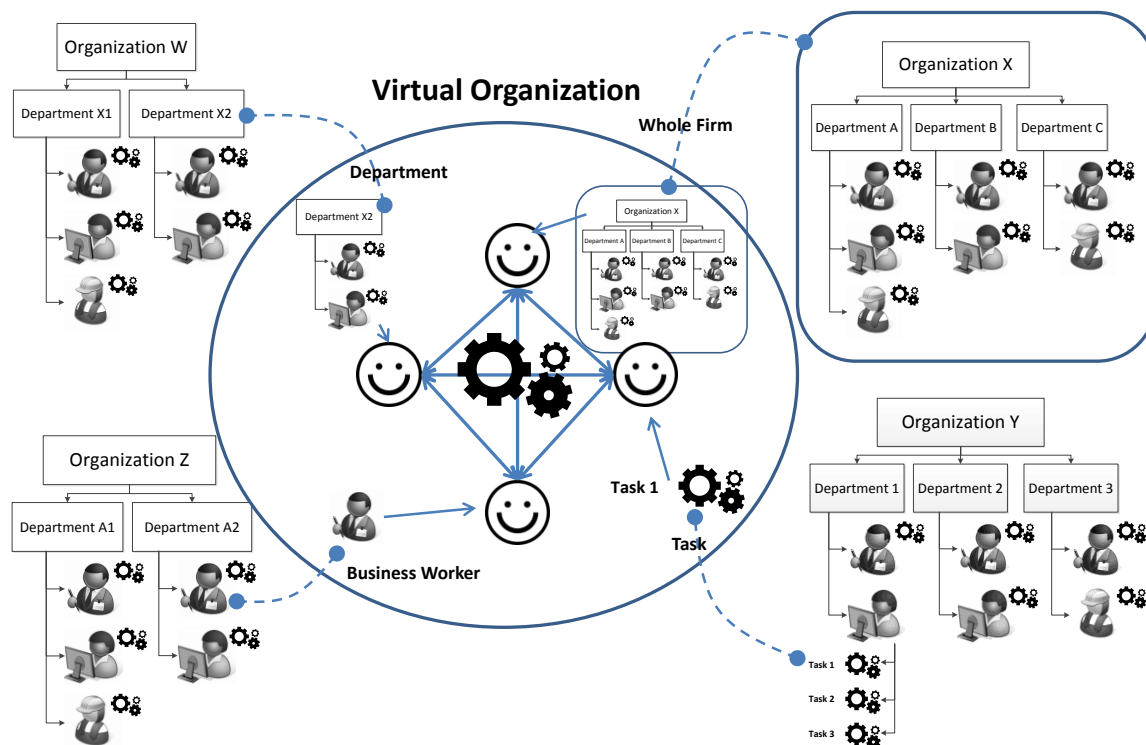 Organization W
Department X1
Department X2
Virtual Organization
Whole Firm
Department
Department X2
Organization X
Department A
Department B
Department C
Organization X
Department A
Department B
Department C
Organization Z
Department A1
Department A2
Business Worker
Task 1
Task
Organization Y
Department 1
Department 2
Department 3
Task 1
Task 2
Task 3